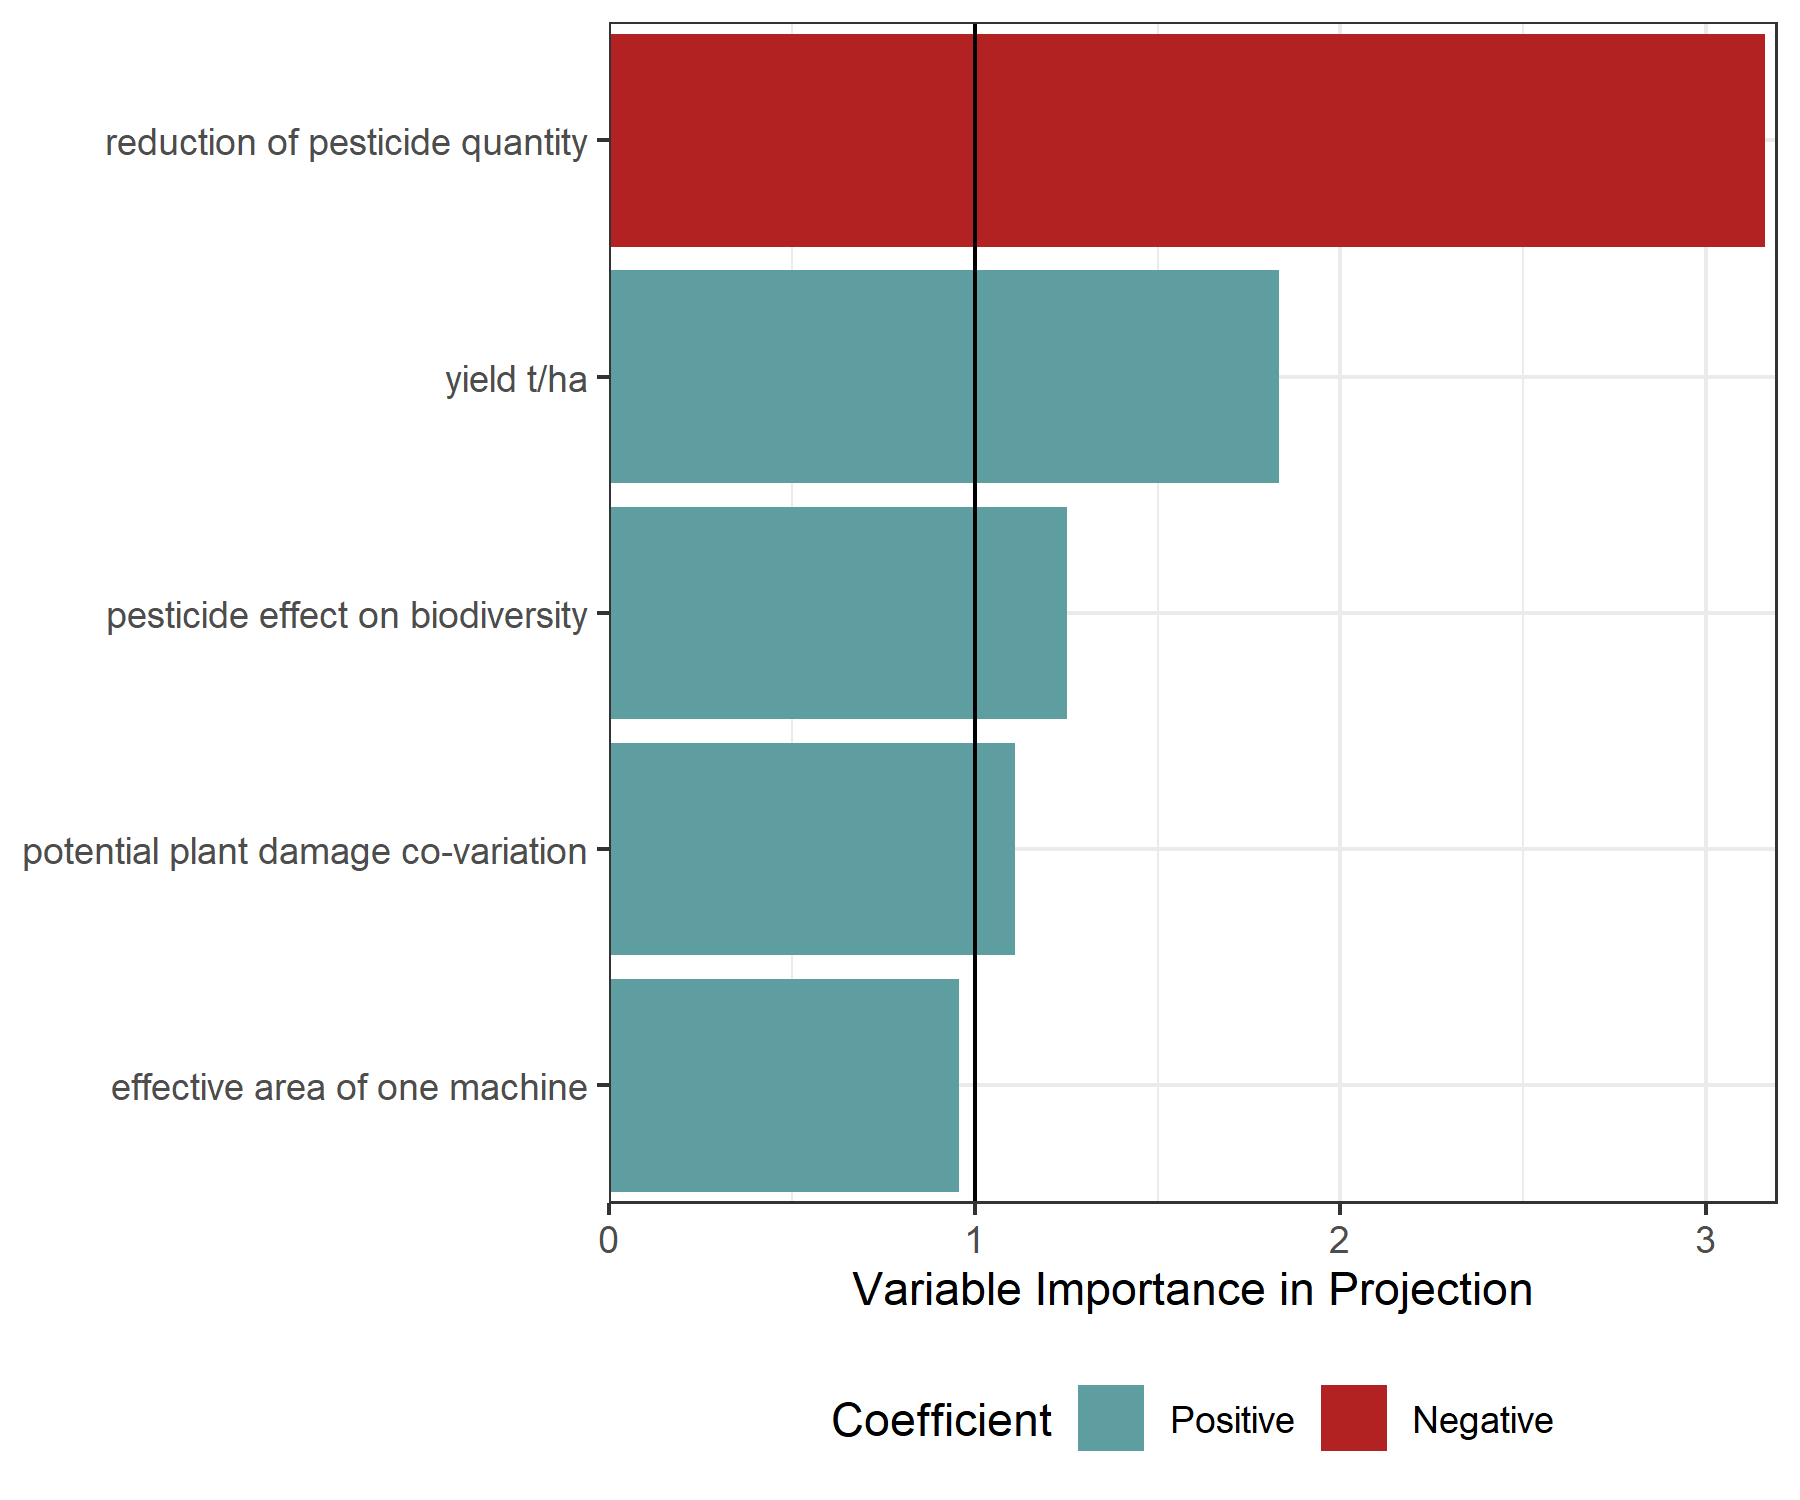 reduction of pesticide quantity
yield t/ha
pesticide effect on biodiversity
potential plant damage co-variation
effective area of one machine
0 1 2 3
Variable Importance in Projection
Coefficient Positive Negative